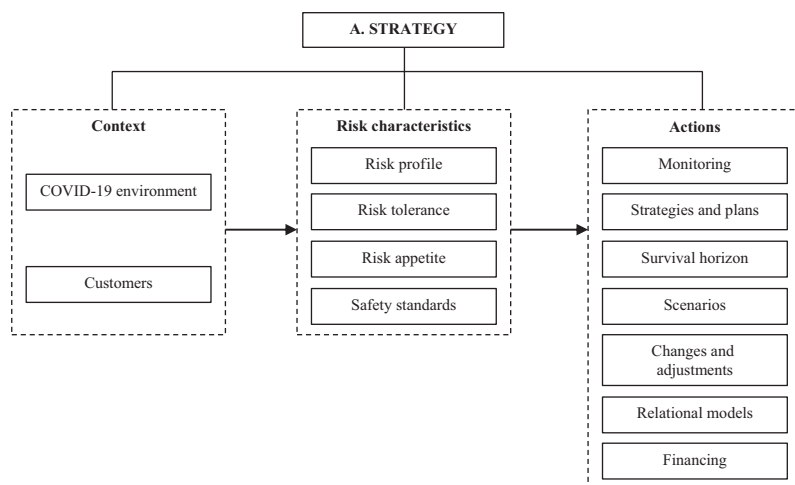 A. STRATEGY
Context
COVID-19 environment
Customers
Risk characteristics
Risk profile
Risk tolerance
Risk appetite
Safety standards
Actions
Monitoring
Strategies and plans
Survival horizon
Scenarios
Changes and
adjustments
Relational models
Financing